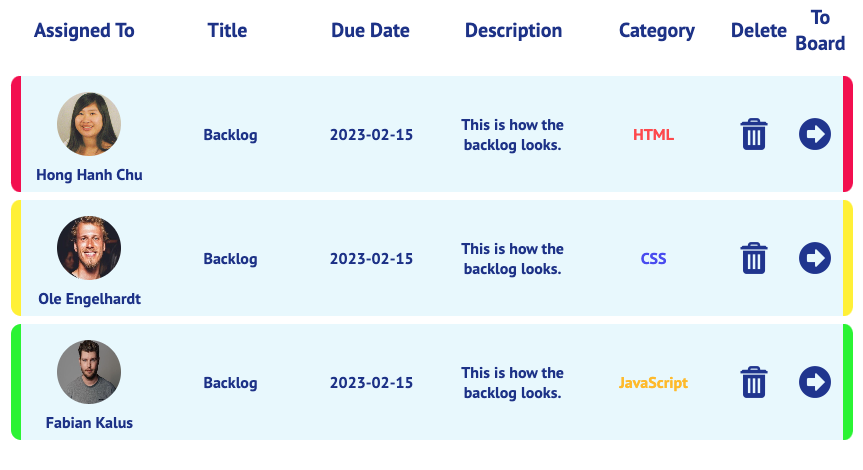 Assigned To Title Due Date Description Category Delete To Board
Backlog 2023-02-15 This is how the HTML
backlog looks.
Hong Hanh Chu
Backlog 2023-02-15 This is how the CSS
backlog looks.
Ole Engelhardt
Backlog 2023-02-15 This is how the JavaScript
backlog looks.
Fabian Kalus